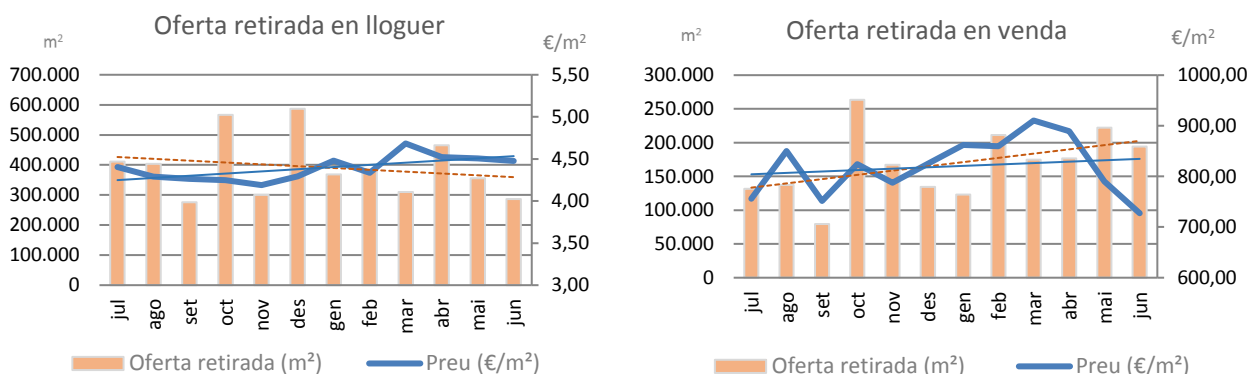 Oferta retirada en lloguer
m²
€/m²
700.000
600.000
500.000
400.000
300.000
200.000
100.000
0
5,50
5,00
4,50
4,00
3,50
3,00
jul
ago
set
oct
nov
des
gen
feb
mar
abr
mai
jun
Oferta retirada (m²)
Preu (€/m²)
Oferta retirada en venda
m²
€/m²
300.000
250.000
200.000
150.000
100.000
50.000
0
1000,00
900,00
800,00
700,00
600,00
jul
ago
set
oct
nov
des
gen
feb
mar
abr
mai
jun
Oferta retirada (m²)
Preu (€/m²)